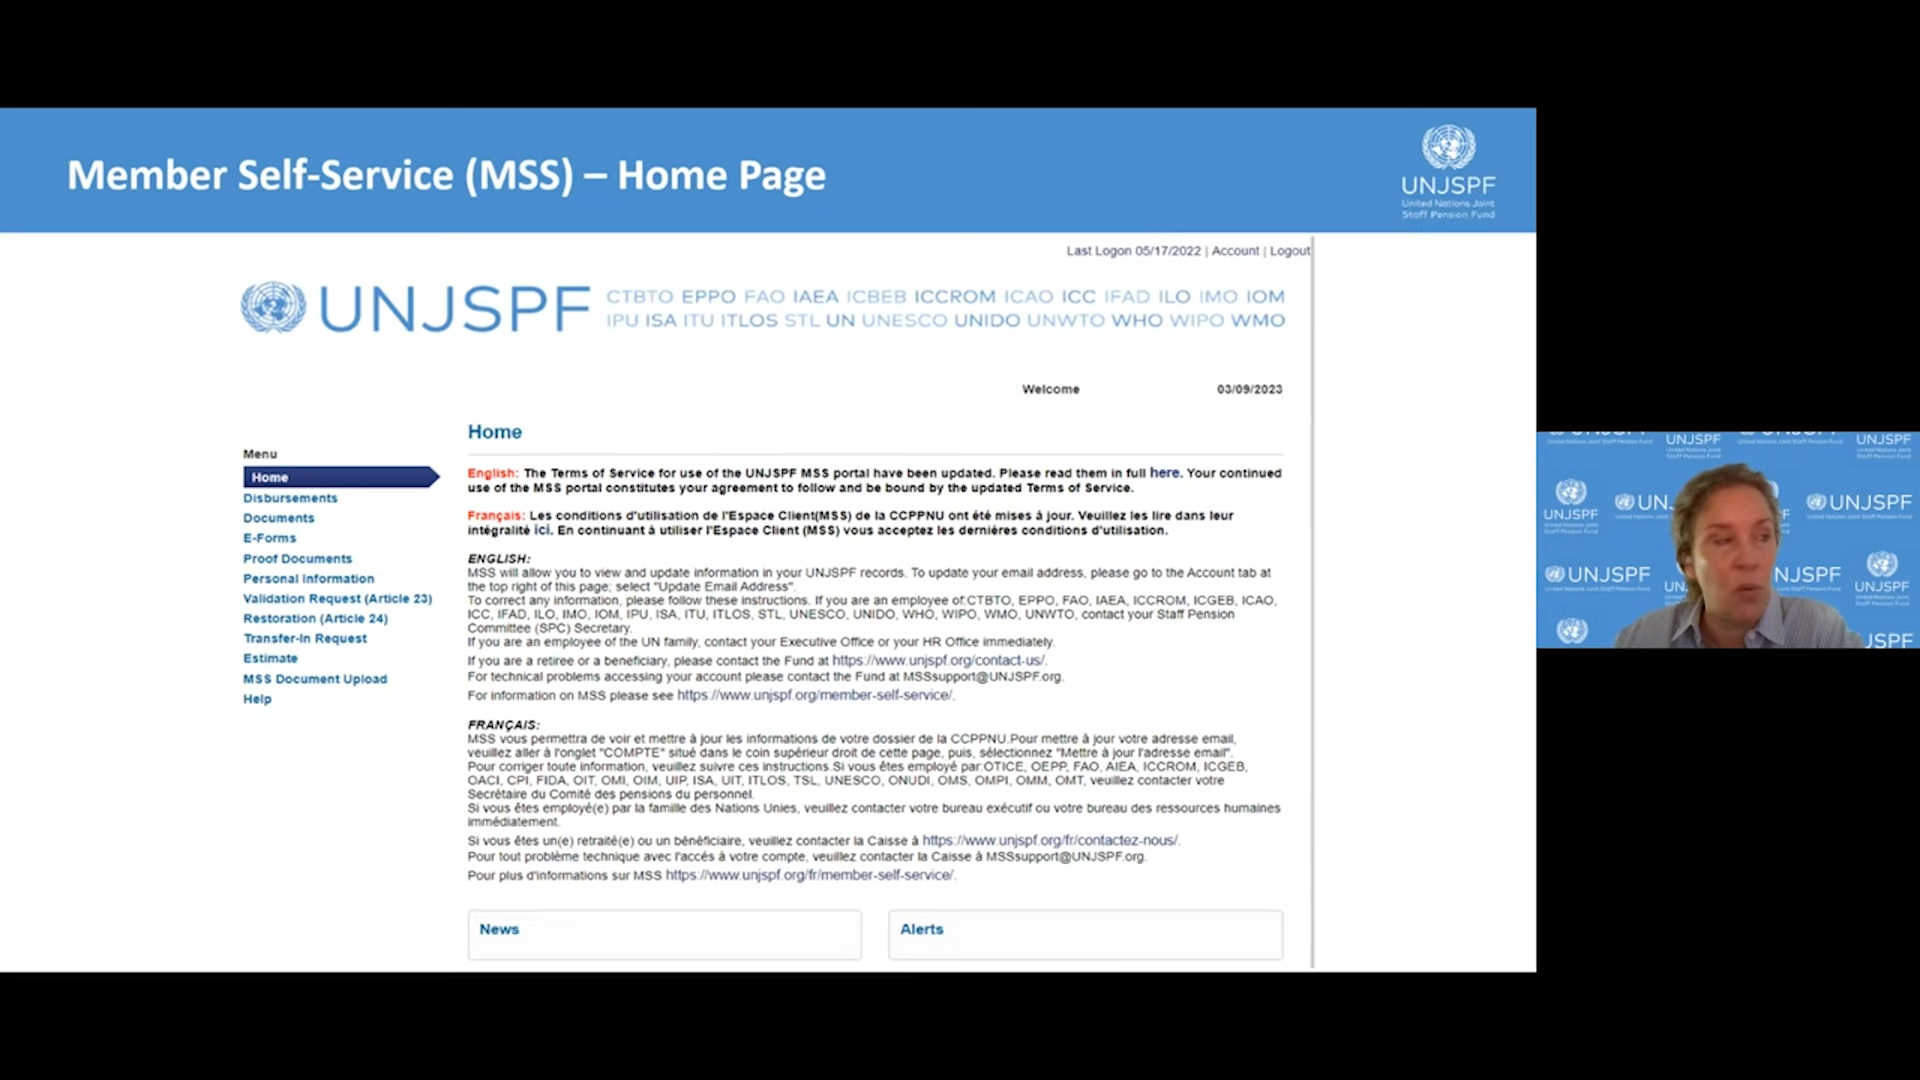 Member Self-Service (MSS) – Home Page
UNJSPF
United Nations Joint
Staff Pension Fund
Last Logon 05/17/2022 | Account | Logout
UNJSPF
CTBTO EPPO FAO IAEA ICBEB ICCROM ICAO ICC IFAD ILO IMO IOM
IPU ISA ITU ITLOS STL UN UNESCO UNIDO UNWTO WHO WIPO WMO
Welcome 03/09/2023
Menu
Home
Disbursements
Documents
E-Forms
Proof Documents
Personal Information
Validation Request (Article 23)
Restoration (Article 24)
Transfer-In Request
Estimate
MSS Document Upload
Help
Home
English: The Terms of Service for use of the UNJSPF MSS portal have been updated. Please read them in full here. Your continued
use of the MSS portal constitutes your agreement to follow and be bound by the updated Terms of Service.
Français: Les conditions d'utilisation de l'Espace Client(MSS) de la CCPPNU ont été mises à jour. Veuillez les lire dans leur
intégralité ici. En continuant à utiliser l'Espace Client (MSS) vous acceptez les dernières conditions d'utilisation.
ENGLISH:
MSS will allow you to view and update information in your UNJSPF records. To update your email address, please go to the Account tab at
the top right of this page; select "Update Email Address".
To correct any information, please follow these instructions. If you are an employee of:CTBTO, EPPO, FAO, IAEA, ICCROM, ICGEB, ICAO,
ICC, IFAD, ILO, IMO, IOM, IPU, ISA, ITU, ITLOS, STL, UNESCO, UNIDO, WHO, WIPO, WMO, UNWTO, contact your Staff Pension
Committee (SPC) Secretary.
If you are an employee of the UN family, contact your Executive Office or your HR Office immediately.
If you are a retiree or a beneficiary, please contact the Fund at https://www.unjspf.org/contact-us/.
For technical problems accessing your account please contact the Fund at MSSsupport@UNJSPF.org.
For information on MSS please see https://www.unjspf.org/member-self-service/.
FRANÇAIS:
MSS vous permettra de voir et mettre à jour les informations de votre dossier de la CCPPNU.Pour mettre à jour votre adresse email,
veuillez aller à l'onglet "COMPTE" situé dans le coin supérieur droit de cette page, puis, sélectionnez "Mettre à jour l'adresse email".
Pour corriger toute information, veuillez suivre ces instructions.Si vous êtes employé par:OTICE, OEPP, FAO, AIEA, ICCROM, ICGEB,
OACI, CPI, FIDA, OIT, OMI, OIM, UIP, ISA, UIT, ITLOS, TSL, UNESCO, ONUDI, OMS, OMPI, OMM, OMT, veuillez contacter votre
Secrétaire du Comité des pensions du personnel.
Si vous êtes employé(e) par la famille des Nations Unies, veuillez contacter votre bureau exécutif ou votre bureau des ressources humaines
immédiatement.
Si vous êtes un(e) retraité(e) ou un bénéficiaire, veuillez contacter la Caisse à https://www.unjspf.org/fr/contactez-nous/.
Pour tout problème technique avec l'accés à votre compte, veuillez contacter la Caisse à MSSsupport@UNJSPF.org.
Pour plus d'informations sur MSS https://www.unjspf.org/fr/member-self-service/.
News
Alerts
UNJSPF
UNJSPF
UNJSPF
UNJSPF
UNJSPF
UNJSPF